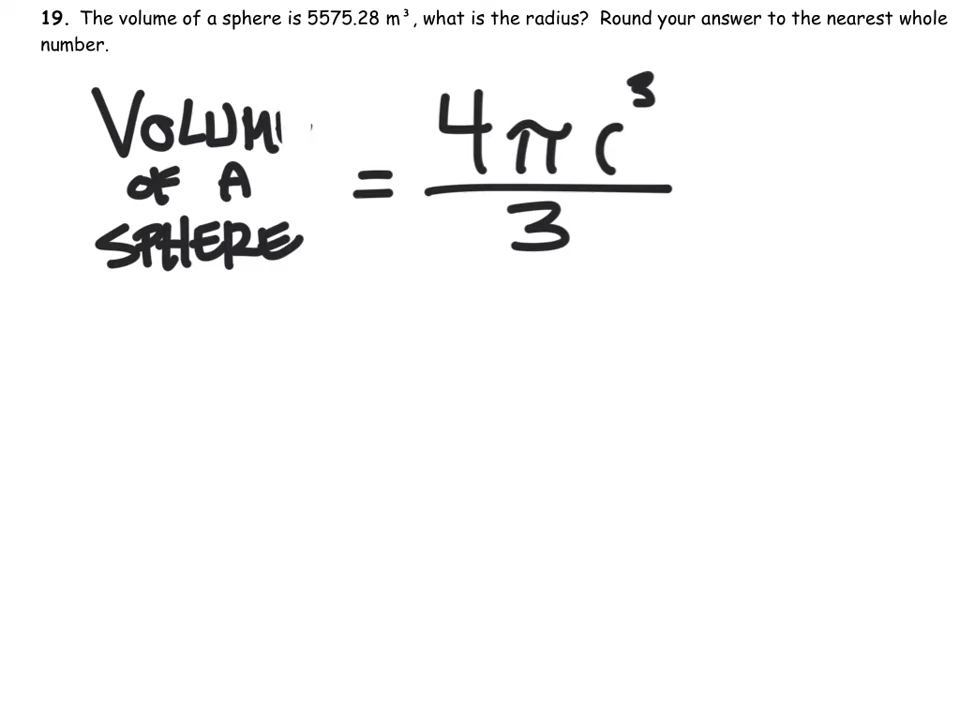 19. The volume of a sphere is 5575.28 m³, what is the radius? Round your answer to the nearest whole
number.
VOLUM
OF A
SPHERE
= 4πr³
3